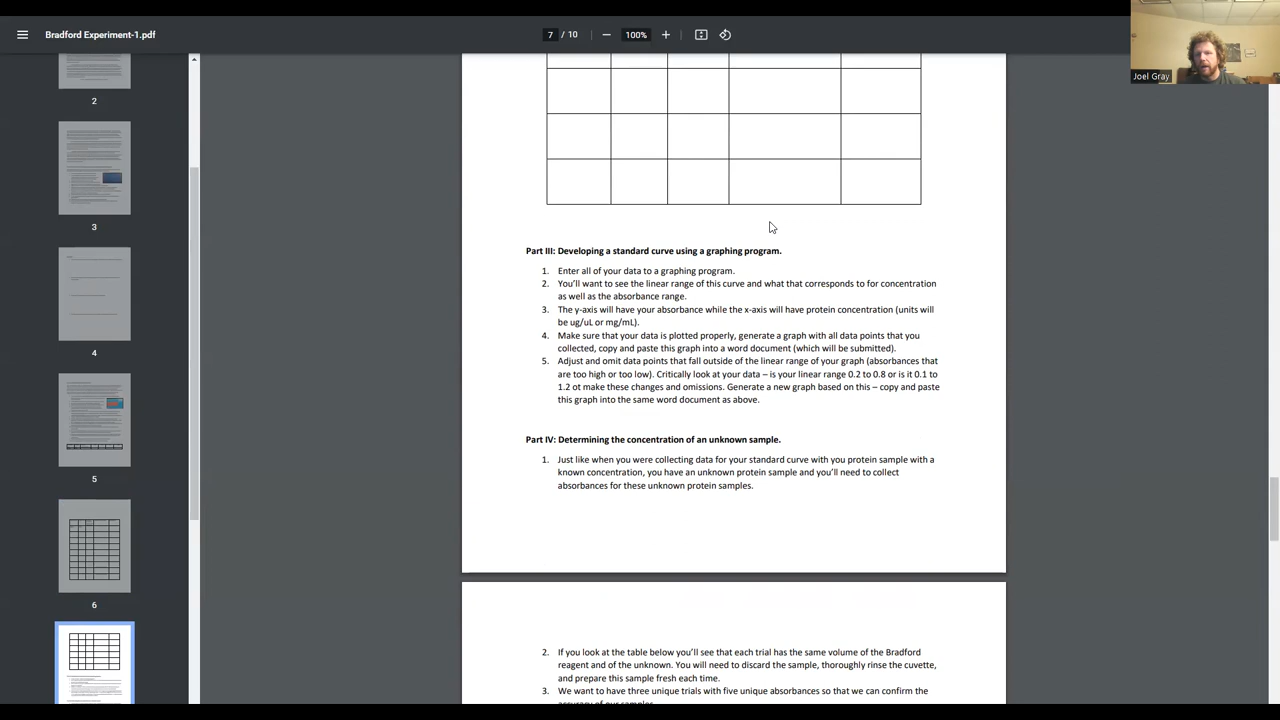 Bradford Experiment-1.pdf
7 / 10
100%
Joel Gray
2
3
4
5
6
Part III: Developing a standard curve using a graphing program.
1. Enter all of your data to a graphing program.
2. You'll want to see the linear range of this curve and what that corresponds to for concentration
as well as the absorbance range.
3. The y-axis will have your absorbance while the x-axis will have protein concentration (units will
be ug/uL or mg/mL).
4. Make sure that your data is plotted properly, generate a graph with all data points that you
collected, copy and paste this graph into a word document (which will be submitted).
5. Adjust and omit data points that fall outside of the linear range of your graph (absorbances that
are too high or too low). Critically look at your data – is your linear range 0.2 to 0.8 or is it 0.1 to
1.2 ot make these changes and omissions. Generate a new graph based on this – copy and paste
this graph into the same word document as above.
Part IV: Determining the concentration of an unknown sample.
1. Just like when you were collecting data for your standard curve with you protein sample with a
known concentration, you have an unknown protein sample and you'll need to collect
absorbances for these unknown protein samples.
2. If you look at the table below you'll see that each trial has the same volume of the Bradford
reagent and of the unknown. You will need to discard the sample, thoroughly rinse the cuvette,
and prepare this sample fresh each time.
3. We want to have three unique trials with five unique absorbances so that we can confirm the
accuracy of our samples.